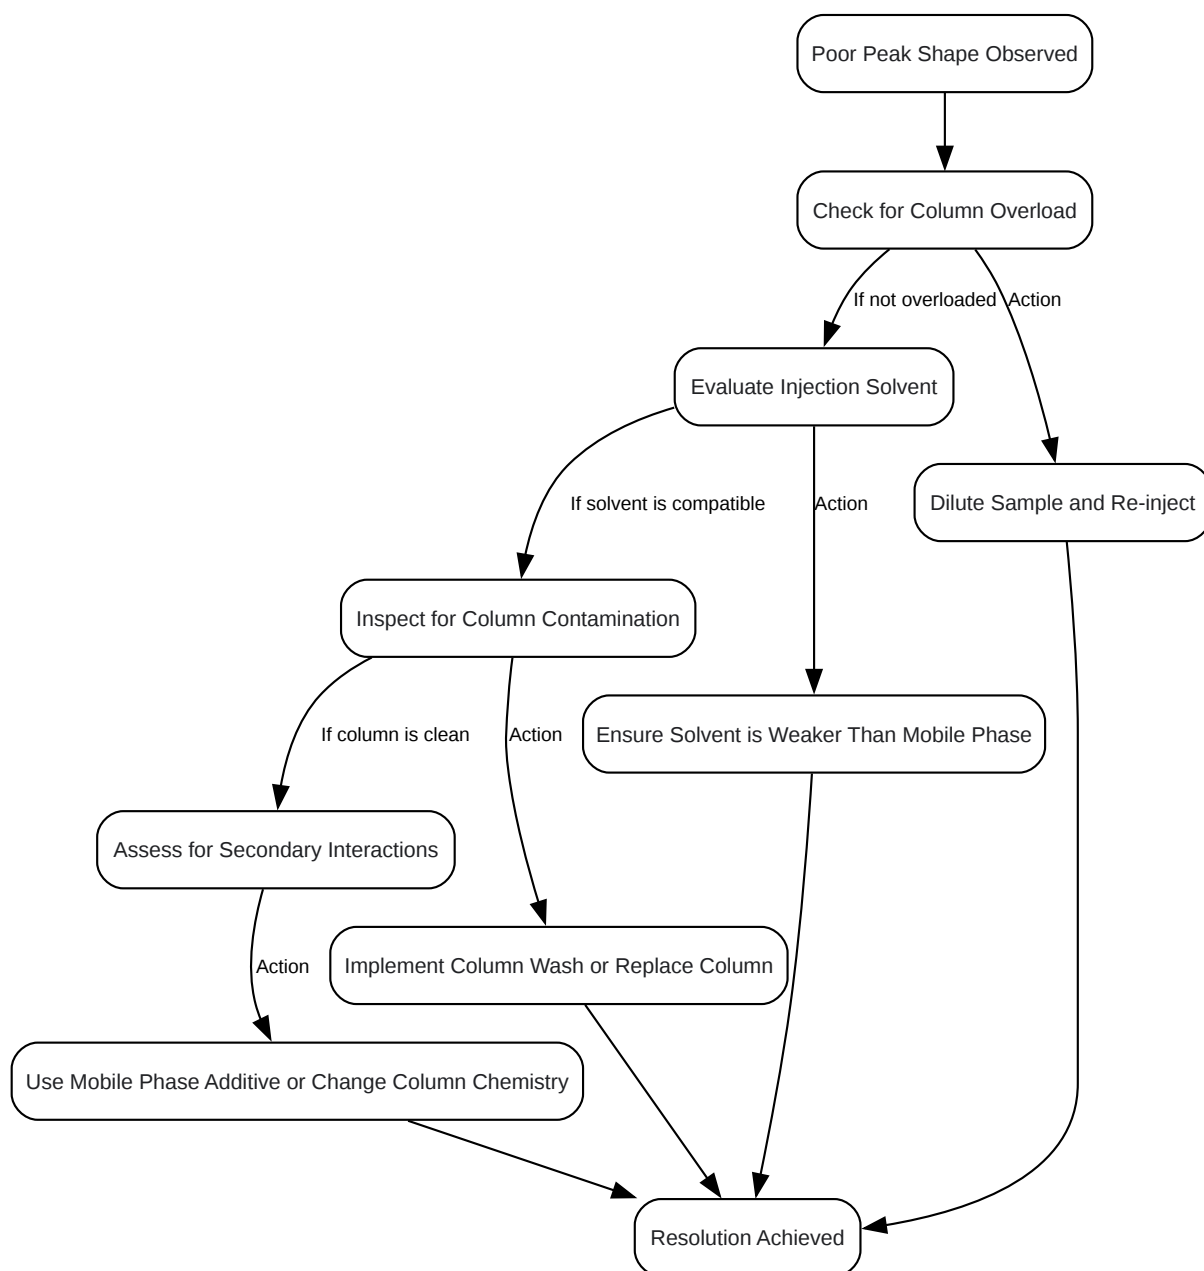 Poor Peak Shape Observed
Check for Column Overload
If not overloaded
Action
Evaluate Injection Solvent
If solvent is compatible
Action
Dilute Sample and Re-inject
Inspect for Column Contamination
If column is clean
Action
Ensure Solvent is Weaker Than Mobile Phase
Assess for Secondary Interactions
Action
Implement Column Wash or Replace Column
Use Mobile Phase Additive or Change Column Chemistry
Resolution Achieved